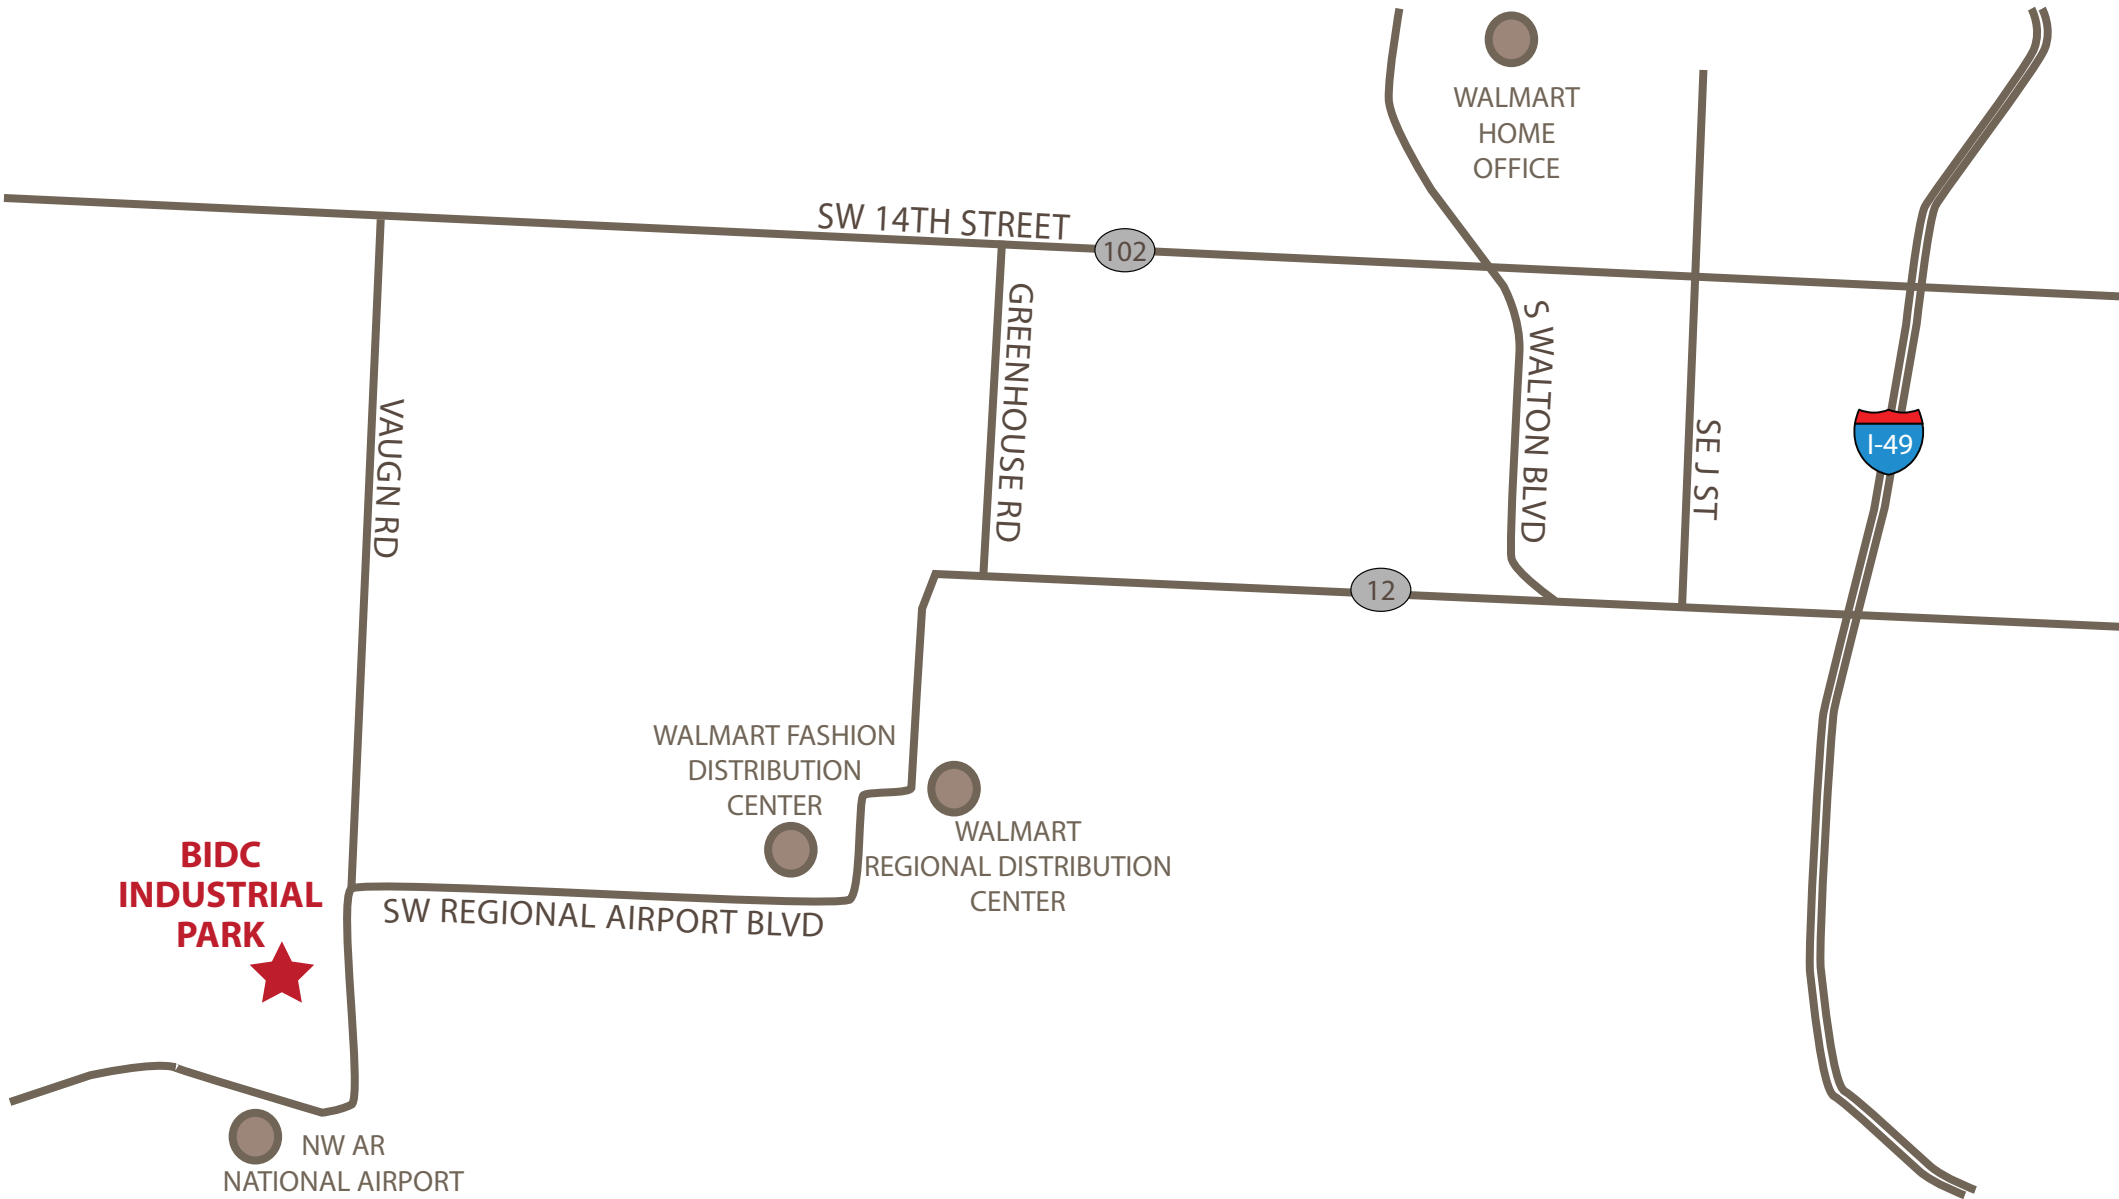 WALMART
HOME
OFFICE
SW 14TH STREET
102
GREENHOUSE RD
S WALTON BLVD
VAUGN RD
SE J ST
I-49
12
WALMART FASHION
DISTRIBUTION
CENTER
WALMART
REGIONAL DISTRIBUTION
CENTER
BIDC
INDUSTRIAL
PARK
SW REGIONAL AIRPORT BLVD
NW AR
NATIONAL AIRPORT